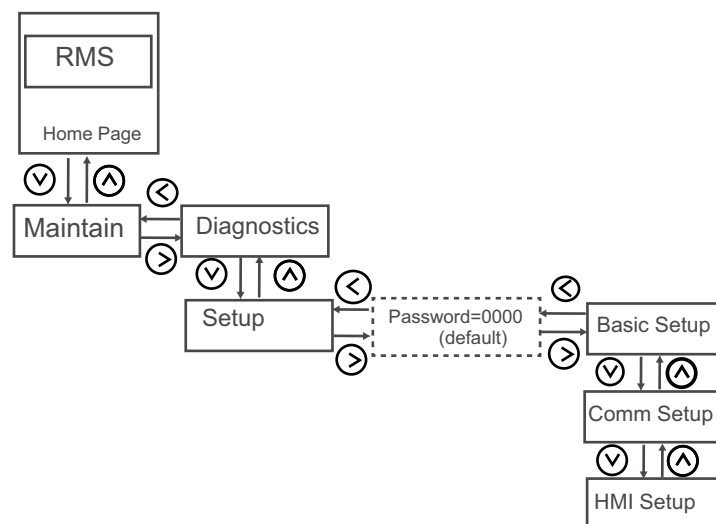 RMS
Home Page
Maintain
Diagnostics
Setup
Password=0000
(default)
Basic Setup
Comm Setup
HMI Setup